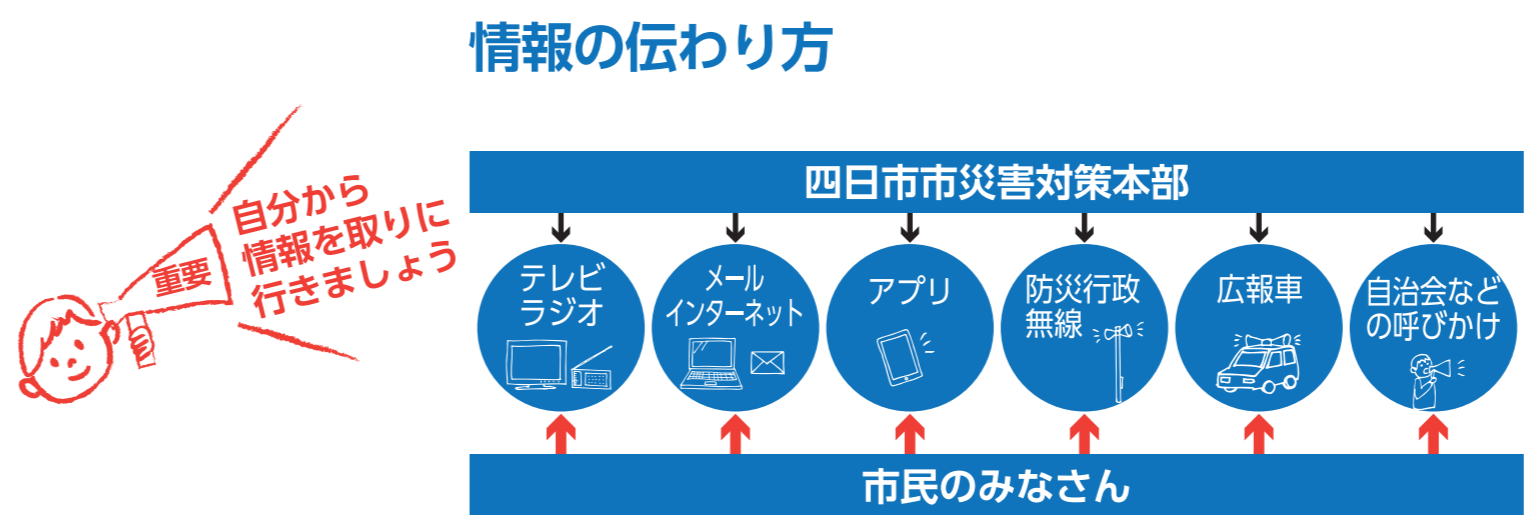 情報の伝わり方
重要
自分から
情報を取りに
行きましょう
四日市市災害対策本部
テレビ
ラジオ
メール
インターネット
アプリ
防災行政
無線
広報車
自治会など
の呼びかけ
市民のみなさん